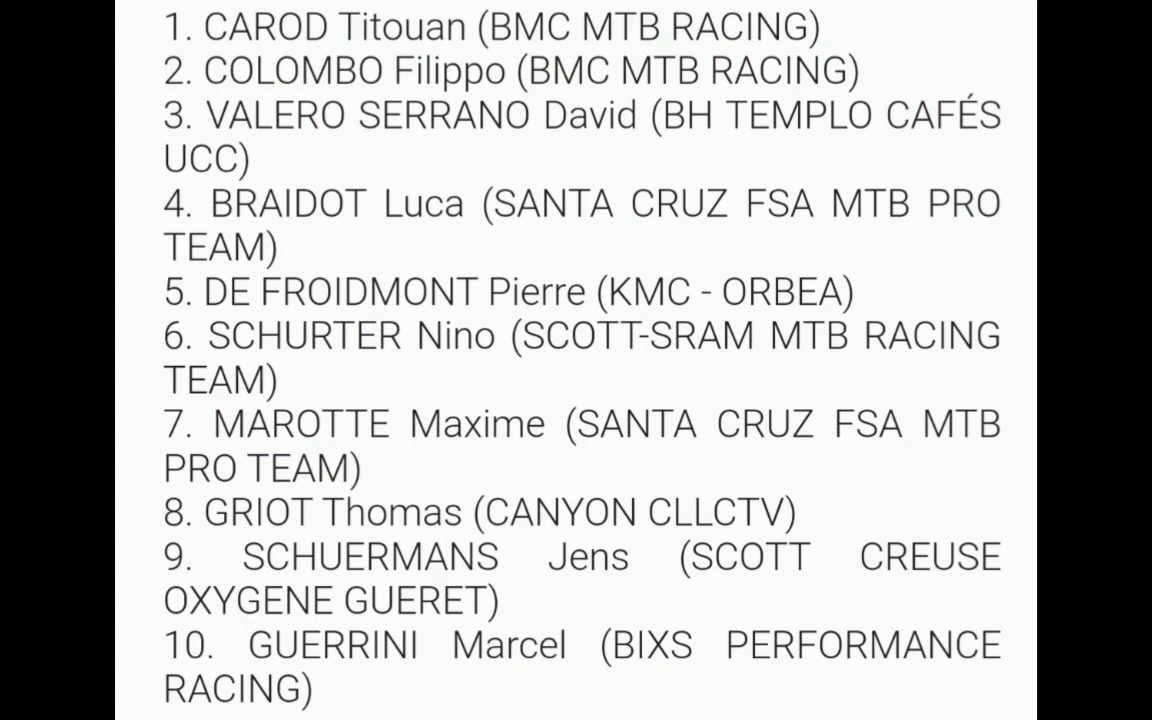 1. CAROD Titouan (BMC MTB RACING)
2. COLOMBO Filippo (BMC MTB RACING)
3. VALERO SERRANO David (BH TEMPLO CAFÉS
UCC)
4. BRAIDOT Luca (SANTA CRUZ FSA MTB PRO
TEAM)
5. DE FROIDMONT Pierre (KMC - ORBEA)
6. SCHURTER Nino (SCOTT-SRAM MTB RACING
TEAM)
7. MAROTTE Maxime (SANTA CRUZ FSA MTB
PRO TEAM)
8. GRIOT Thomas (CANYON CLLCTV)
9. SCHUERMANS Jens (SCOTT CREUSE
OXYGENE GUERET)
10. GUERRINI Marcel (BIXS PERFORMANCE
RACING)